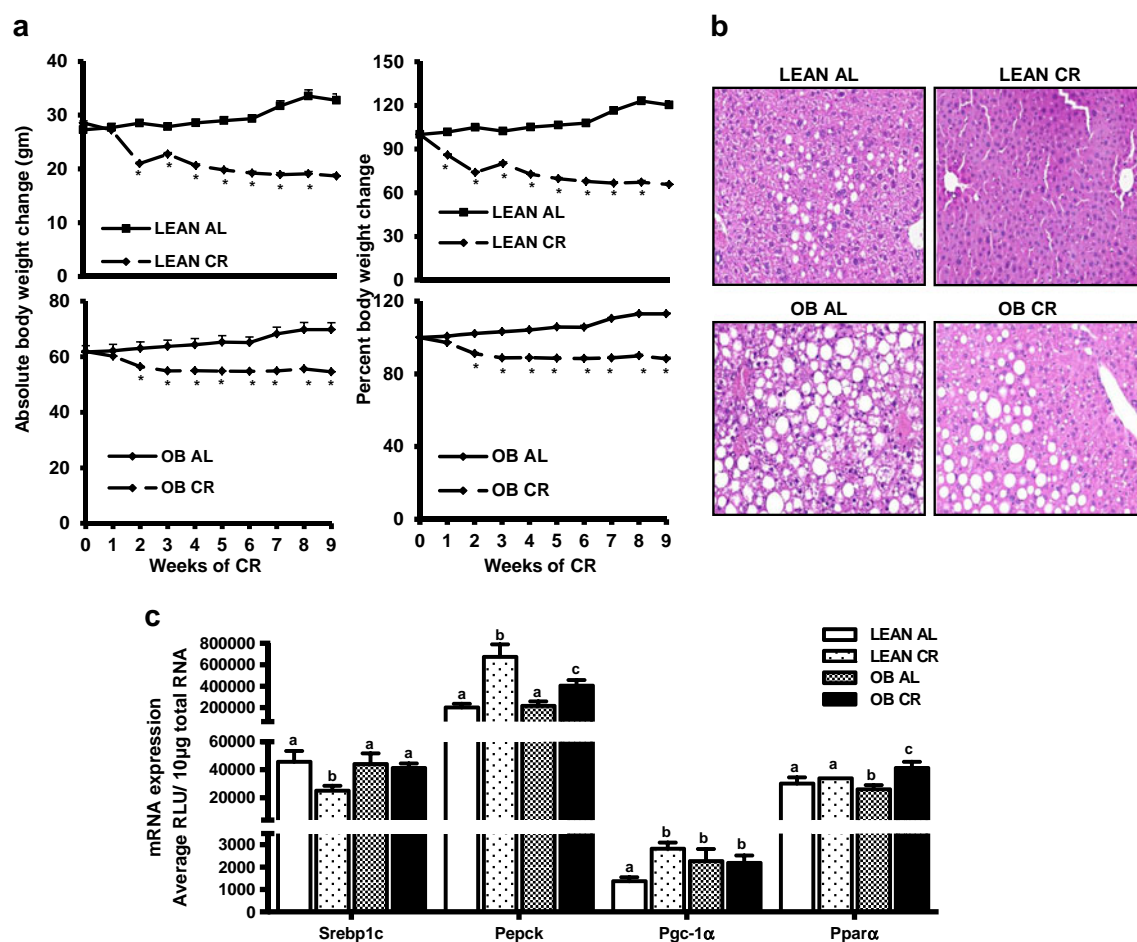 a
Absolute body weight change (gm)
40
30
20
10
0
LEAN AL
LEAN CR
*
*
*
*
*
*
*
Percent body weight change
150
120
90
60
30
0
LEAN AL
LEAN CR
*
*
*
*
*
*
*
*
80
60
40
20
0
OB AL
OB CR
*
*
*
*
*
*
*
*
0 1 2 3 4 5 6 7 8 9
Weeks of CR
120
80
40
0
OB AL
OB CR
*
*
*
*
*
*
*
*
0 1 2 3 4 5 6 7 8 9
Weeks of CR
b
LEAN AL
LEAN CR
OB AL
OB CR
c
mRNA expression
Average RLU/ 10μg total RNA
800000
600000
400000
200000
60000
40000
20000
3000
2000
1000
0
a b a a
a b a c
a b b b
a a b c
Srebp1c Pepck Pgc-1α Pparα
LEAN AL
LEAN CR
OB AL
OB CR